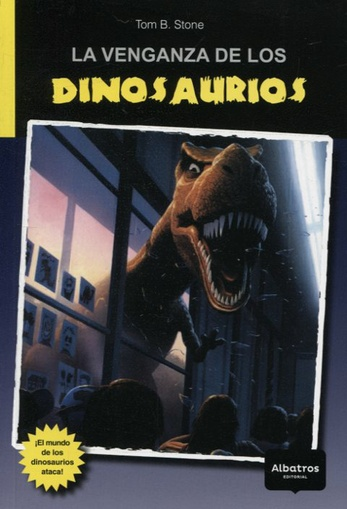 Tom B. Stone
LA VENGANZA DE LOS
DINOSAURIOS
¡El mundo
de los
dinosaurios
ataca!
Albatros
EDITORIAL